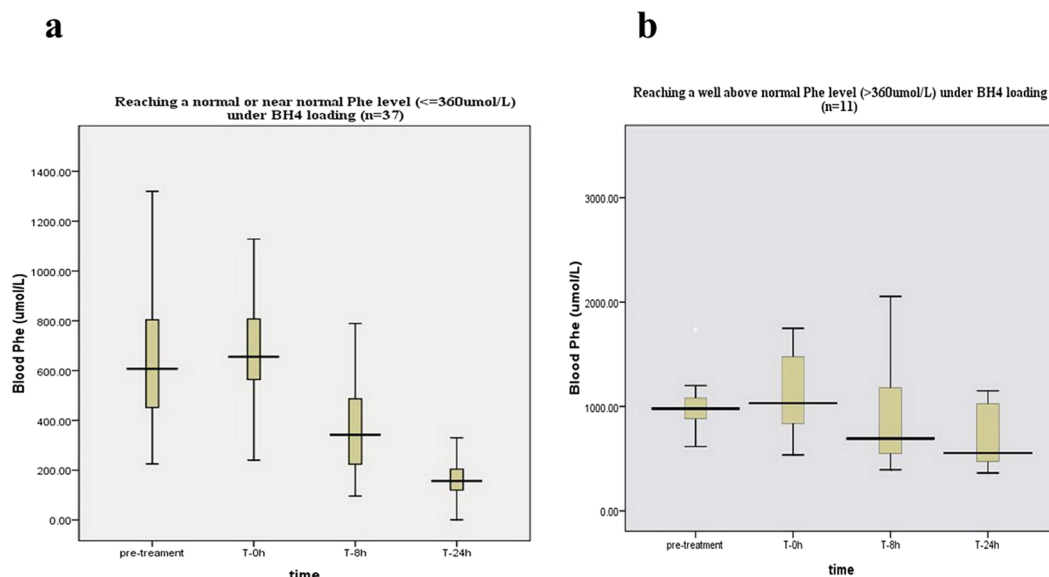 a
b
Reaching a normal or near normal Phe level (<=360umol/L)
under BH4 loading (n=37)
Blood Phe (umol/L)
1400.00
1200.00
1000.00
800.00
600.00
400.00
200.00
0.00
pre-treament
T-0h
T-8h
T-24h
time
Reaching a well above normal Phe level (>360umol/L) under BH4 loading
(n=11)
Blood Phe (umol/L)
3000.00
2000.00
1000.00
0.00
pre-treatment
T-0h
T-8h
T-24h
time